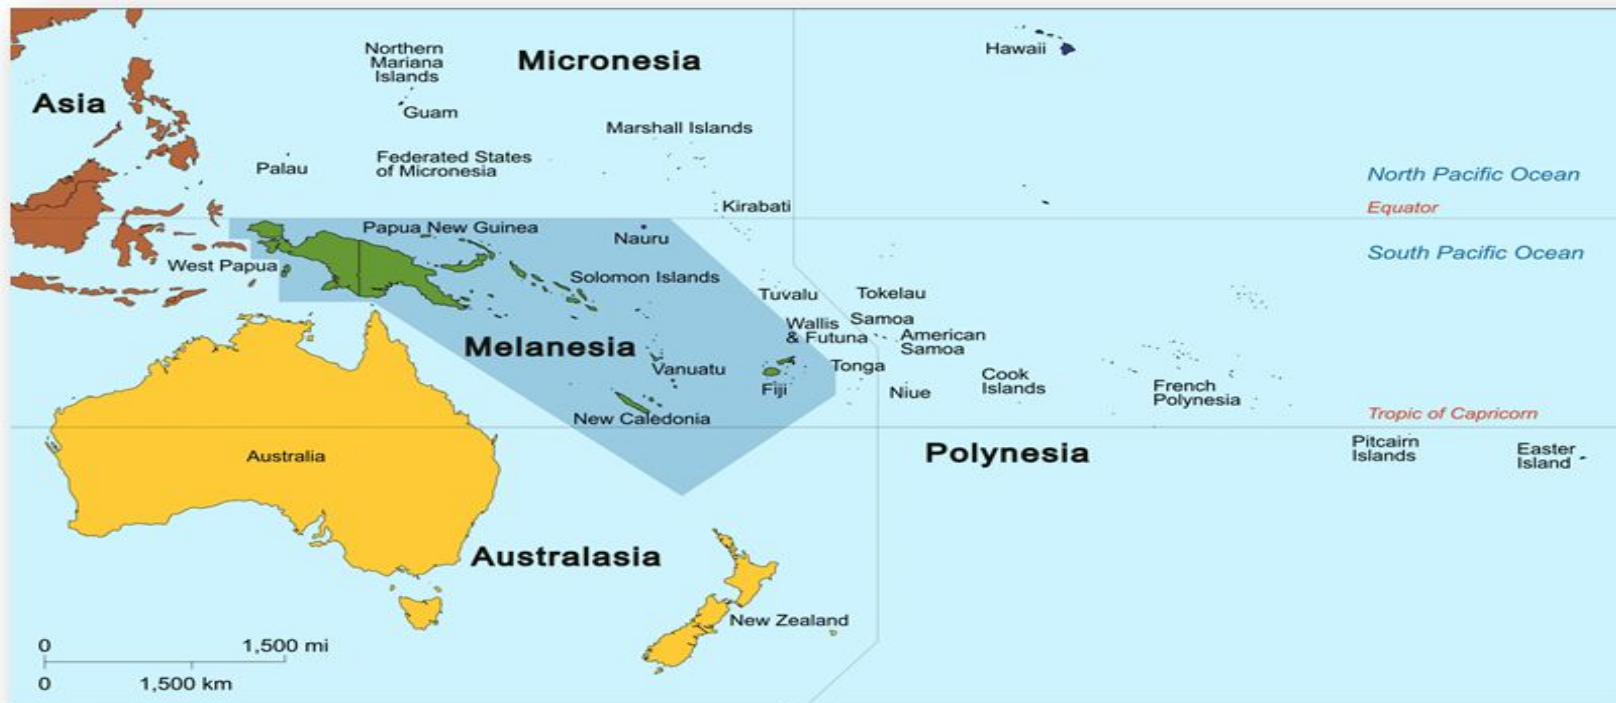 Northern
Mariana
Islands
Micronesia
Hawaii
Asia
Guam
Marshall Islands
Palau
Federated States
of Micronesia
North Pacific Ocean
Kirabati
Equator
Papua New Guinea
Nauru
South Pacific Ocean
West Papua
Solomon Islands
Tuvalu
Tokelau
Wallis
& Futuna
Samoa
American
Samoa
Melanesia
Vanuatu
Tonga
Fiji
Niue
Cook
Islands
French
Polynesia
New Caledonia
Tropic of Capricorn
Australia
Polynesia
Pitcairn
Islands
Easter
Island
Australasia
New Zealand
0
1,500 mi
0
1,500 km